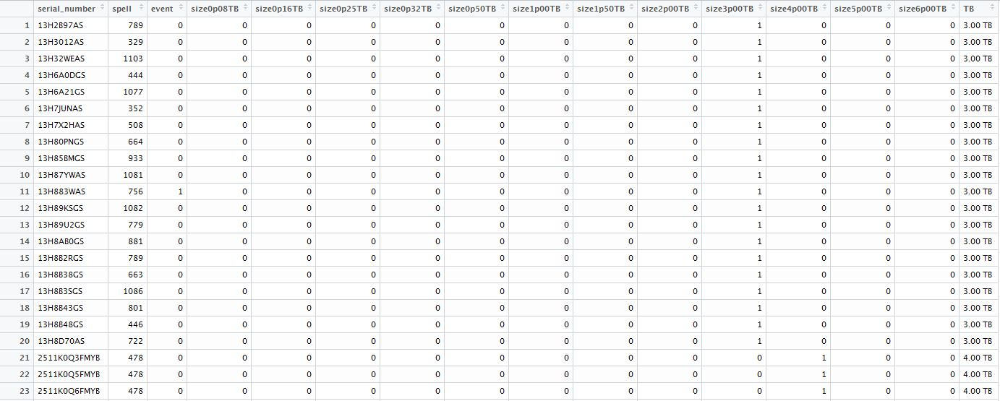 serial_number spell event size0p08TB size0p16TB size0p25TB size0p32TB size0p50TB size1p00TB size1p50TB size2p00TB size3p00TB size4p00TB size5p00TB size6p00TB TB
1 13H2B97AS 789 0 0 0 0 0 0 0 0 0 1 0 0 0 3.00 TB
2 13H3012AS 329 0 0 0 0 0 0 0 0 0 1 0 0 0 3.00 TB
3 13H32WEAS 1103 0 0 0 0 0 0 0 0 0 1 0 0 0 3.00 TB
4 13H6A0DGS 444 0 0 0 0 0 0 0 0 0 1 0 0 0 3.00 TB
5 13H6A21GS 1077 0 0 0 0 0 0 0 0 0 1 0 0 0 3.00 TB
6 13H7JUNAS 352 0 0 0 0 0 0 0 0 0 1 0 0 0 3.00 TB
7 13H7X2HAS 508 0 0 0 0 0 0 0 0 0 1 0 0 0 3.00 TB
8 13H80PNGS 664 0 0 0 0 0 0 0 0 0 1 0 0 0 3.00 TB
9 13H85BMGS 933 0 0 0 0 0 0 0 0 0 1 0 0 0 3.00 TB
10 13H87YWAS 1081 0 0 0 0 0 0 0 0 0 1 0 0 0 3.00 TB
11 13H883WAS 756 1 0 0 0 0 0 0 0 0 1 0 0 0 3.00 TB
12 13H89KSGS 1082 0 0 0 0 0 0 0 0 0 1 0 0 0 3.00 TB
13 13H89U2GS 779 0 0 0 0 0 0 0 0 0 1 0 0 0 3.00 TB
14 13H8AB0GS 881 0 0 0 0 0 0 0 0 0 1 0 0 0 3.00 TB
15 13H8B2RGS 789 0 0 0 0 0 0 0 0 0 1 0 0 0 3.00 TB
16 13H8B38GS 663 0 0 0 0 0 0 0 0 0 1 0 0 0 3.00 TB
17 13H8B3SGS 1086 0 0 0 0 0 0 0 0 0 1 0 0 0 3.00 TB
18 13H8B43GS 801 0 0 0 0 0 0 0 0 0 1 0 0 0 3.00 TB
19 13H8B48GS 446 0 0 0 0 0 0 0 0 0 1 0 0 0 3.00 TB
20 13H8D70AS 722 0 0 0 0 0 0 0 0 0 1 0 0 0 3.00 TB
21 2511K0Q3FMYB 478 0 0 0 0 0 0 0 0 0 0 1 0 0 4.00 TB
22 2511K0Q5FMYB 478 0 0 0 0 0 0 0 0 0 0 1 0 0 4.00 TB
23 2511K0Q6FMYB 478 0 0 0 0 0 0 0 0 0 0 1 0 0 4.00 TB